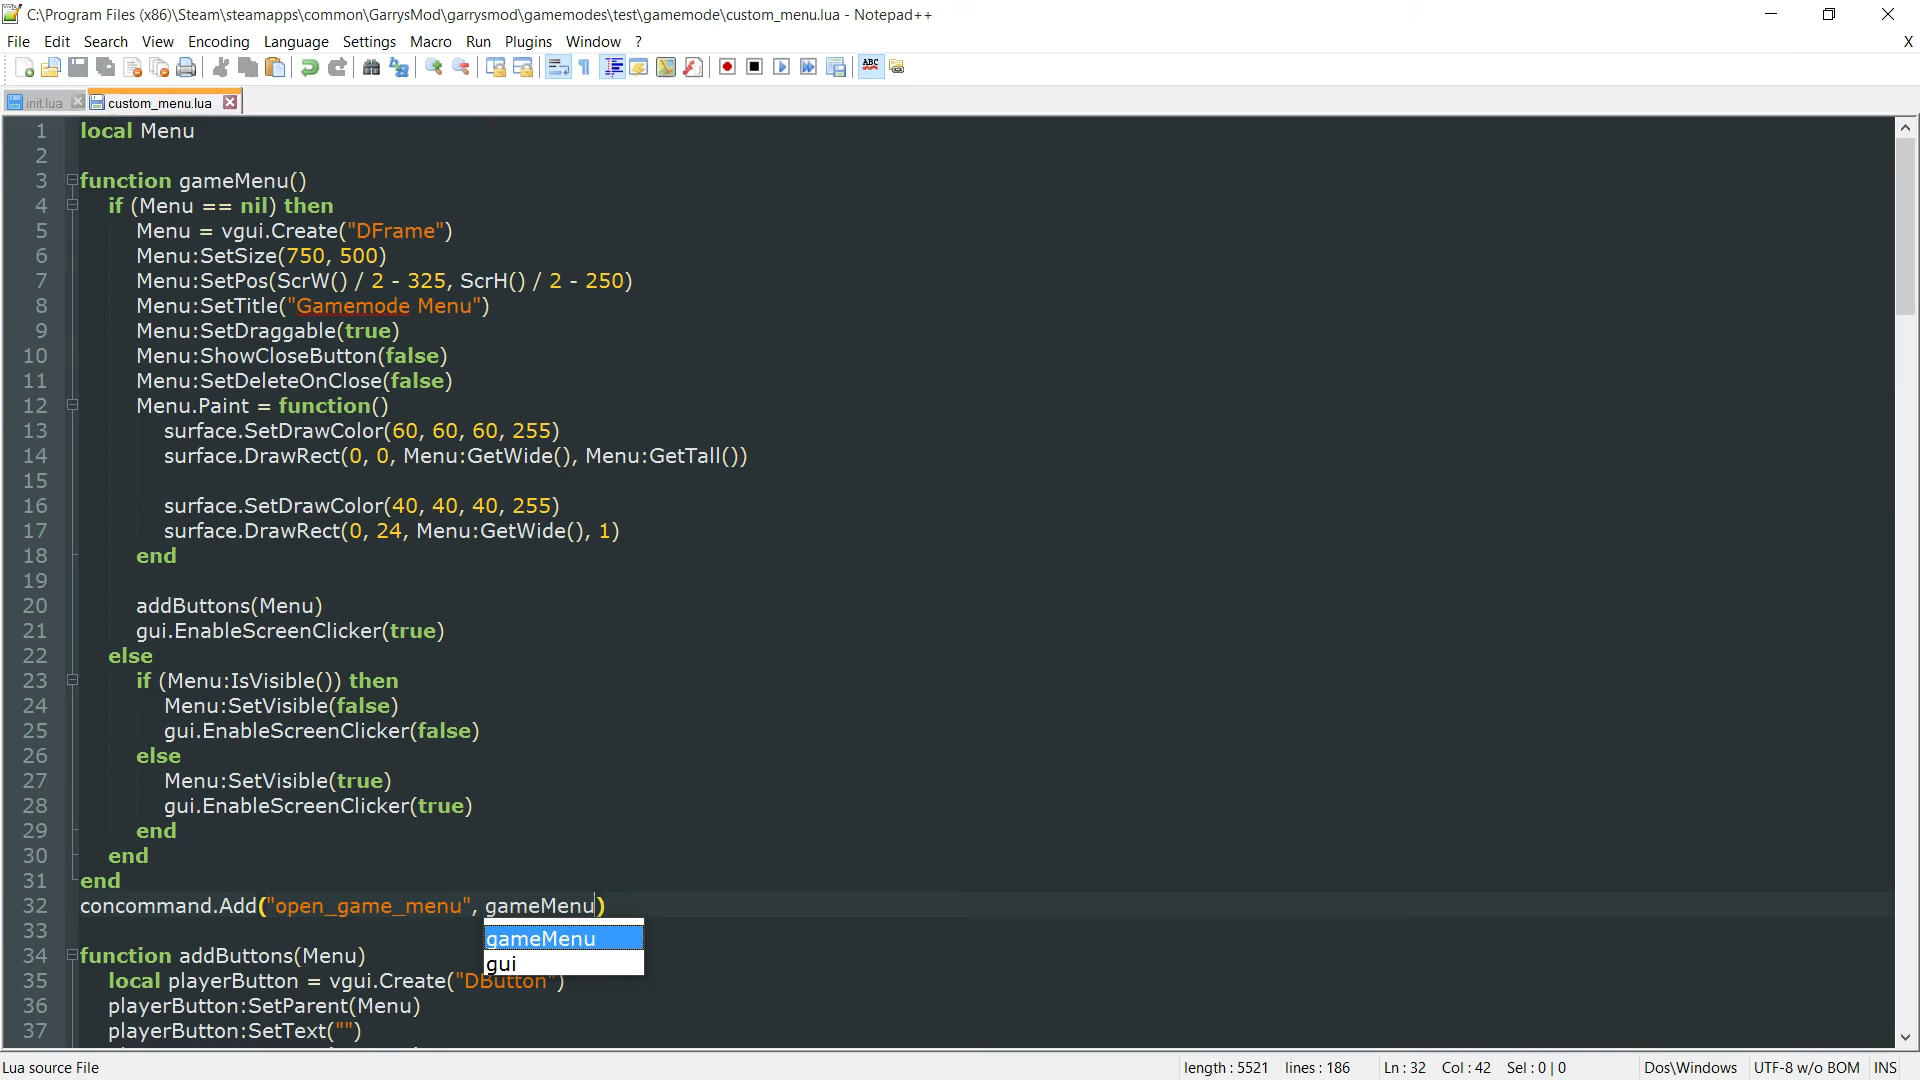 C:\Program Files (x86)\Steam\steamapps\common\GarrysMod\garrysmod\gamemodes\test\gamemode\custom_menu.lua - Notepad++
File Edit Search View Encoding Language Settings Macro Run Plugins Window ? X
init.lua custom_menu.lua
1 local Menu
2
3 function gameMenu()
4 if (Menu == nil) then
5 Menu = vgui.Create("DFrame")
6 Menu:SetSize(750, 500)
7 Menu:SetPos(ScrW() / 2 - 325, ScrH() / 2 - 250)
8 Menu:SetTitle("Gamemode Menu")
9 Menu:SetDraggable(true)
10 Menu:ShowCloseButton(false)
11 Menu:SetDeleteOnClose(false)
12 Menu.Paint = function()
13 surface.SetDrawColor(60, 60, 60, 255)
14 surface.DrawRect(0, 0, Menu:GetWide(), Menu:GetTall())
15
16 surface.SetDrawColor(40, 40, 40, 255)
17 surface.DrawRect(0, 24, Menu:GetWide(), 1)
18 end
19
20 addButtons(Menu)
21 gui.EnableScreenClicker(true)
22 else
23 if (Menu:IsVisible()) then
24 Menu:SetVisible(false)
25 gui.EnableScreenClicker(false)
26 else
27 Menu:SetVisible(true)
28 gui.EnableScreenClicker(true)
29 end
30 end
31 end
32 concommand.Add("open_game_menu", gameMenu)
33
gameMenu
gui
34 function addButtons(Menu)
35 local playerButton = vgui.Create("DButton")
36 playerButton:SetParent(Menu)
37 playerButton:SetText("")
Lua source File length : 5521 lines : 186 Ln : 32 Col : 42 Sel : 0 | 0 Dos\Windows UTF-8 w/o BOM INS